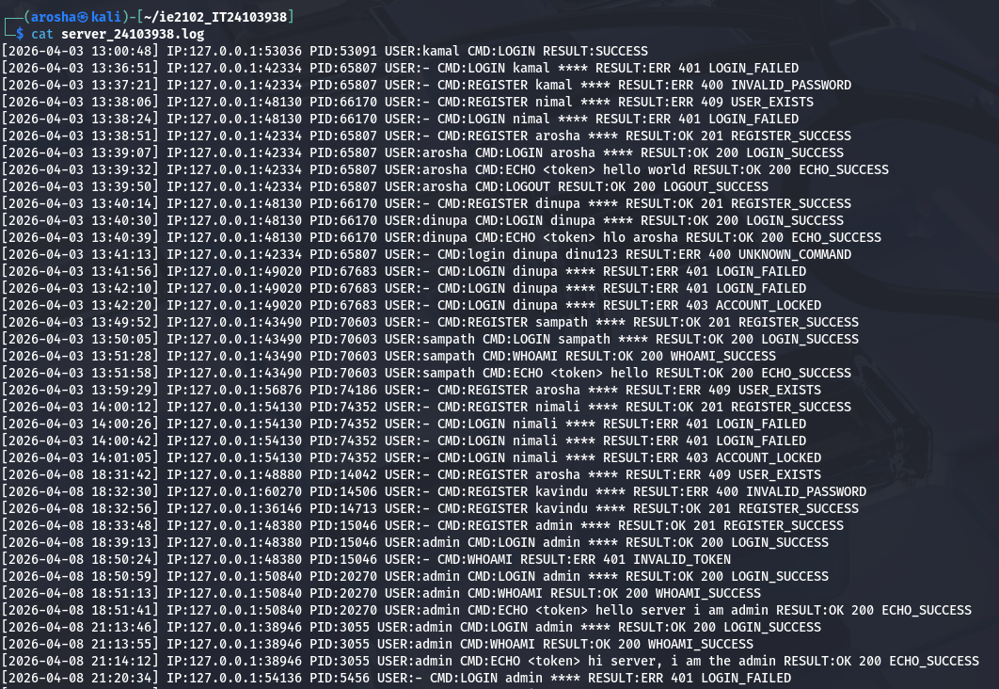 (arosha㉿kali)-[~/ie2102_IT24103938]
$ cat server_24103938.log
[2026-04-03 13:00:48] IP:127.0.0.1:53036 PID:53091 USER:kamal CMD:LOGIN RESULT:SUCCESS
[2026-04-03 13:36:51] IP:127.0.0.1:42334 PID:65807 USER:- CMD:LOGIN kamal **** RESULT:ERR 401 LOGIN_FAILED
[2026-04-03 13:37:21] IP:127.0.0.1:42334 PID:65807 USER:- CMD:REGISTER kamal **** RESULT:ERR 400 INVALID_PASSWORD
[2026-04-03 13:38:06] IP:127.0.0.1:48130 PID:66170 USER:- CMD:REGISTER nimal **** RESULT:ERR 409 USER_EXISTS
[2026-04-03 13:38:24] IP:127.0.0.1:48130 PID:66170 USER:- CMD:LOGIN nimal **** RESULT:ERR 401 LOGIN_FAILED
[2026-04-03 13:38:51] IP:127.0.0.1:42334 PID:65807 USER:- CMD:REGISTER arosha **** RESULT:OK 201 REGISTER_SUCCESS
[2026-04-03 13:39:07] IP:127.0.0.1:42334 PID:65807 USER:arosha CMD:LOGIN arosha **** RESULT:OK 200 LOGIN_SUCCESS
[2026-04-03 13:39:32] IP:127.0.0.1:42334 PID:65807 USER:arosha CMD:ECHO <token> hello world RESULT:OK 200 ECHO_SUCCESS
[2026-04-03 13:39:50] IP:127.0.0.1:42334 PID:65807 USER:arosha CMD:LOGOUT RESULT:OK 200 LOGOUT_SUCCESS
[2026-04-03 13:40:14] IP:127.0.0.1:48130 PID:66170 USER:- CMD:REGISTER dinupa **** RESULT:OK 201 REGISTER_SUCCESS
[2026-04-03 13:40:30] IP:127.0.0.1:48130 PID:66170 USER:dinupa CMD:LOGIN dinupa **** RESULT:OK 200 LOGIN_SUCCESS
[2026-04-03 13:40:39] IP:127.0.0.1:48130 PID:66170 USER:dinupa CMD:ECHO <token> hlo arosha RESULT:OK 200 ECHO_SUCCESS
[2026-04-03 13:41:13] IP:127.0.0.1:42334 PID:65807 USER:- CMD:login dinupa dinu123 RESULT:ERR 400 UNKNOWN_COMMAND
[2026-04-03 13:41:56] IP:127.0.0.1:49020 PID:67683 USER:- CMD:LOGIN dinupa **** RESULT:ERR 401 LOGIN_FAILED
[2026-04-03 13:42:10] IP:127.0.0.1:49020 PID:67683 USER:- CMD:LOGIN dinupa **** RESULT:ERR 401 LOGIN_FAILED
[2026-04-03 13:42:20] IP:127.0.0.1:49020 PID:67683 USER:- CMD:LOGIN dinupa **** RESULT:ERR 403 ACCOUNT_LOCKED
[2026-04-03 13:49:52] IP:127.0.0.1:43490 PID:70603 USER:- CMD:REGISTER sampath **** RESULT:OK 201 REGISTER_SUCCESS
[2026-04-03 13:50:05] IP:127.0.0.1:43490 PID:70603 USER:sampath CMD:LOGIN sampath **** RESULT:OK 200 LOGIN_SUCCESS
[2026-04-03 13:51:28] IP:127.0.0.1:43490 PID:70603 USER:sampath CMD:WHOAMI RESULT:OK 200 WHOAMI_SUCCESS
[2026-04-03 13:51:58] IP:127.0.0.1:43490 PID:70603 USER:sampath CMD:ECHO <token> hello RESULT:OK 200 ECHO_SUCCESS
[2026-04-03 13:59:29] IP:127.0.0.1:56876 PID:74186 USER:- CMD:REGISTER arosha **** RESULT:ERR 409 USER_EXISTS
[2026-04-03 14:00:12] IP:127.0.0.1:54130 PID:74352 USER:- CMD:REGISTER nimali **** RESULT:OK 201 REGISTER_SUCCESS
[2026-04-03 14:00:26] IP:127.0.0.1:54130 PID:74352 USER:- CMD:LOGIN nimali **** RESULT:ERR 401 LOGIN_FAILED
[2026-04-03 14:00:42] IP:127.0.0.1:54130 PID:74352 USER:- CMD:LOGIN nimali **** RESULT:ERR 401 LOGIN_FAILED
[2026-04-03 14:01:05] IP:127.0.0.1:54130 PID:74352 USER:- CMD:LOGIN nimali **** RESULT:ERR 403 ACCOUNT_LOCKED
[2026-04-08 18:31:42] IP:127.0.0.1:48880 PID:14042 USER:- CMD:REGISTER arosha **** RESULT:ERR 409 USER_EXISTS
[2026-04-08 18:32:30] IP:127.0.0.1:60270 PID:14506 USER:- CMD:REGISTER kavindu **** RESULT:ERR 400 INVALID_PASSWORD
[2026-04-08 18:32:56] IP:127.0.0.1:36146 PID:14713 USER:- CMD:REGISTER kavindu **** RESULT:OK 201 REGISTER_SUCCESS
[2026-04-08 18:33:48] IP:127.0.0.1:48380 PID:15046 USER:- CMD:REGISTER admin **** RESULT:OK 201 REGISTER_SUCCESS
[2026-04-08 18:39:13] IP:127.0.0.1:48380 PID:15046 USER:admin CMD:LOGIN admin **** RESULT:OK 200 LOGIN_SUCCESS
[2026-04-08 18:50:24] IP:127.0.0.1:48380 PID:15046 USER:- CMD:WHOAMI RESULT:ERR 401 INVALID_TOKEN
[2026-04-08 18:50:59] IP:127.0.0.1:50840 PID:20270 USER:admin CMD:LOGIN admin **** RESULT:OK 200 LOGIN_SUCCESS
[2026-04-08 18:51:13] IP:127.0.0.1:50840 PID:20270 USER:admin CMD:WHOAMI RESULT:OK 200 WHOAMI_SUCCESS
[2026-04-08 18:51:41] IP:127.0.0.1:50840 PID:20270 USER:admin CMD:ECHO <token> hello server i am admin RESULT:OK 200 ECHO_SUCCESS
[2026-04-08 21:13:46] IP:127.0.0.1:38946 PID:3055 USER:admin CMD:LOGIN admin **** RESULT:OK 200 LOGIN_SUCCESS
[2026-04-08 21:13:55] IP:127.0.0.1:38946 PID:3055 USER:admin CMD:WHOAMI RESULT:OK 200 WHOAMI_SUCCESS
[2026-04-08 21:14:12] IP:127.0.0.1:38946 PID:3055 USER:admin CMD:ECHO <token> hi server, i am the admin RESULT:OK 200 ECHO_SUCCESS
[2026-04-08 21:20:34] IP:127.0.0.1:54136 PID:5456 USER:- CMD:LOGIN admin **** RESULT:ERR 401 LOGIN_FAILED